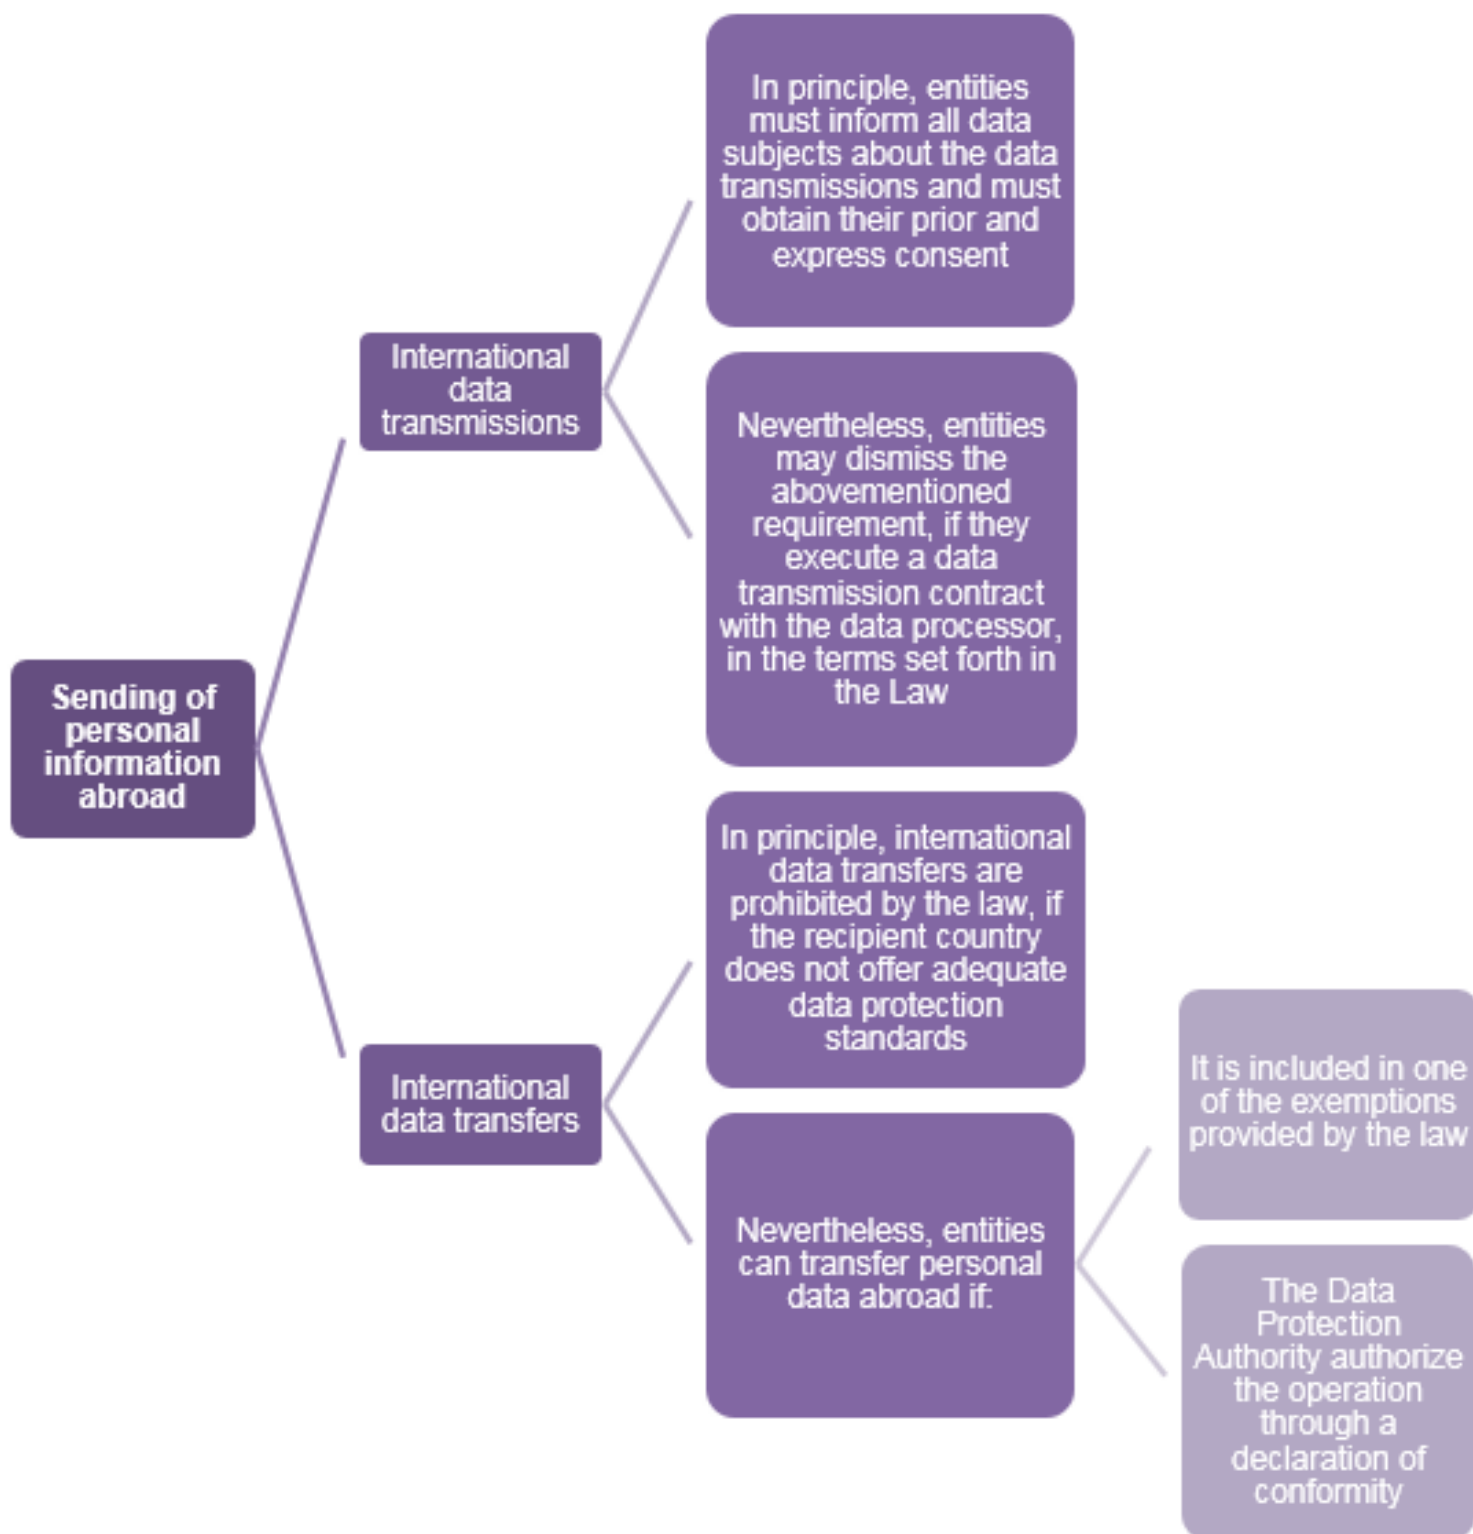 Sending of
personal
information
abroad
International
data
transmissions
In principle, entities
must inform all data
subjects about the data
transmissions and must
obtain their prior and
express consent
Nevertheless, entities
may dismiss the
abovementioned
requirement, if they
execute a data
transmission contract
with the data processor,
in the terms set forth in
the Law
International
data transfers
In principle, international
data transfers are
prohibited by the law, if
the recipient country
does not offer adequate
data protection
standards
Nevertheless, entities
can transfer personal
data abroad if:
It is included in one
of the exemptions
provided by the law
The Data
Protection
Authority authorize
the operation
through a
declaration of
conformity